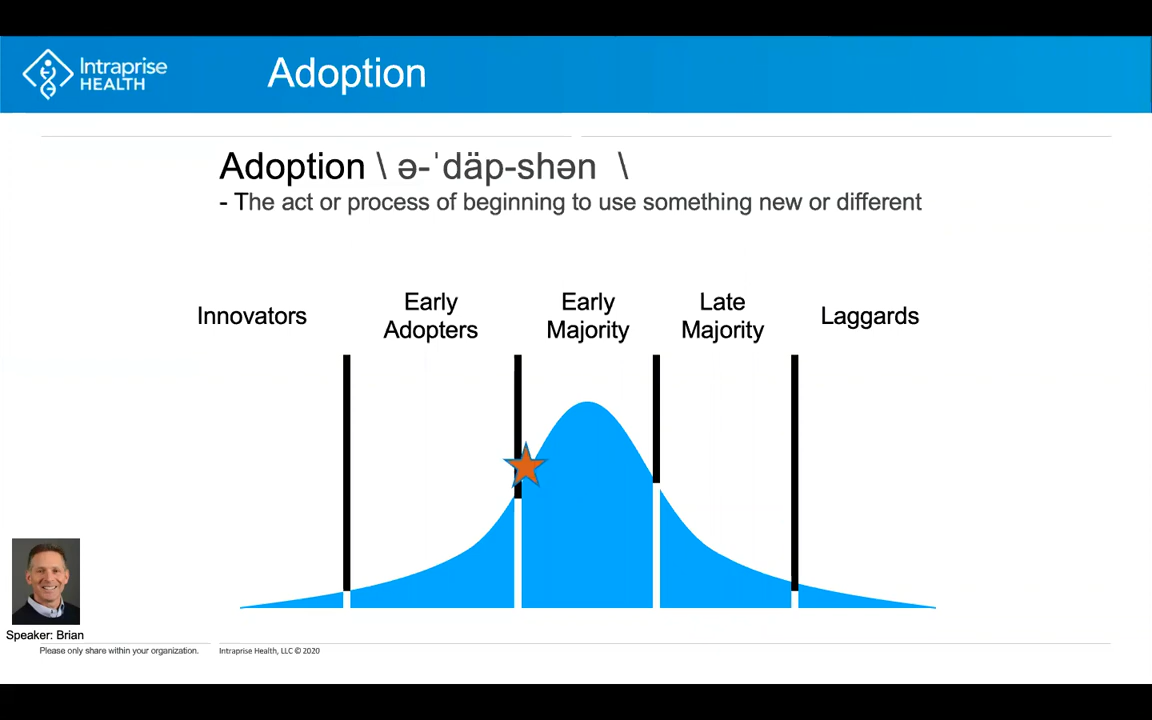 Intraprise
HEALTH
Adoption
Adoption \ ə-ˈdäp-shən \
- The act or process of beginning to use something new or different
Innovators
Early
Adopters
Early
Majority
Late
Majority
Laggards
Speaker: Brian
Please only share within your organization.
Intraprise Health, LLC © 2020